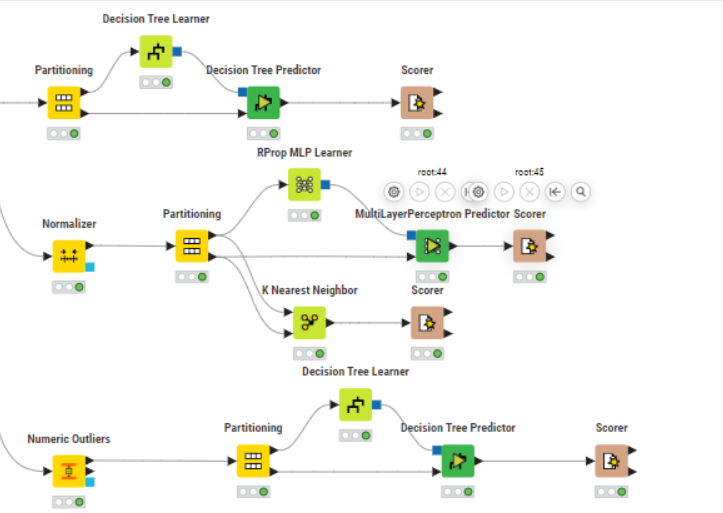 Decision Tree Learner
Partitioning
Decision Tree Predictor
Scorer
RProp MLP Learner
root:44
root:45
Normalizer
Partitioning
MultiLayerPerceptron Predictor
Scorer
K Nearest Neighbor
Scorer
Decision Tree Learner
Numeric Outliers
Partitioning
Decision Tree Predictor
Scorer